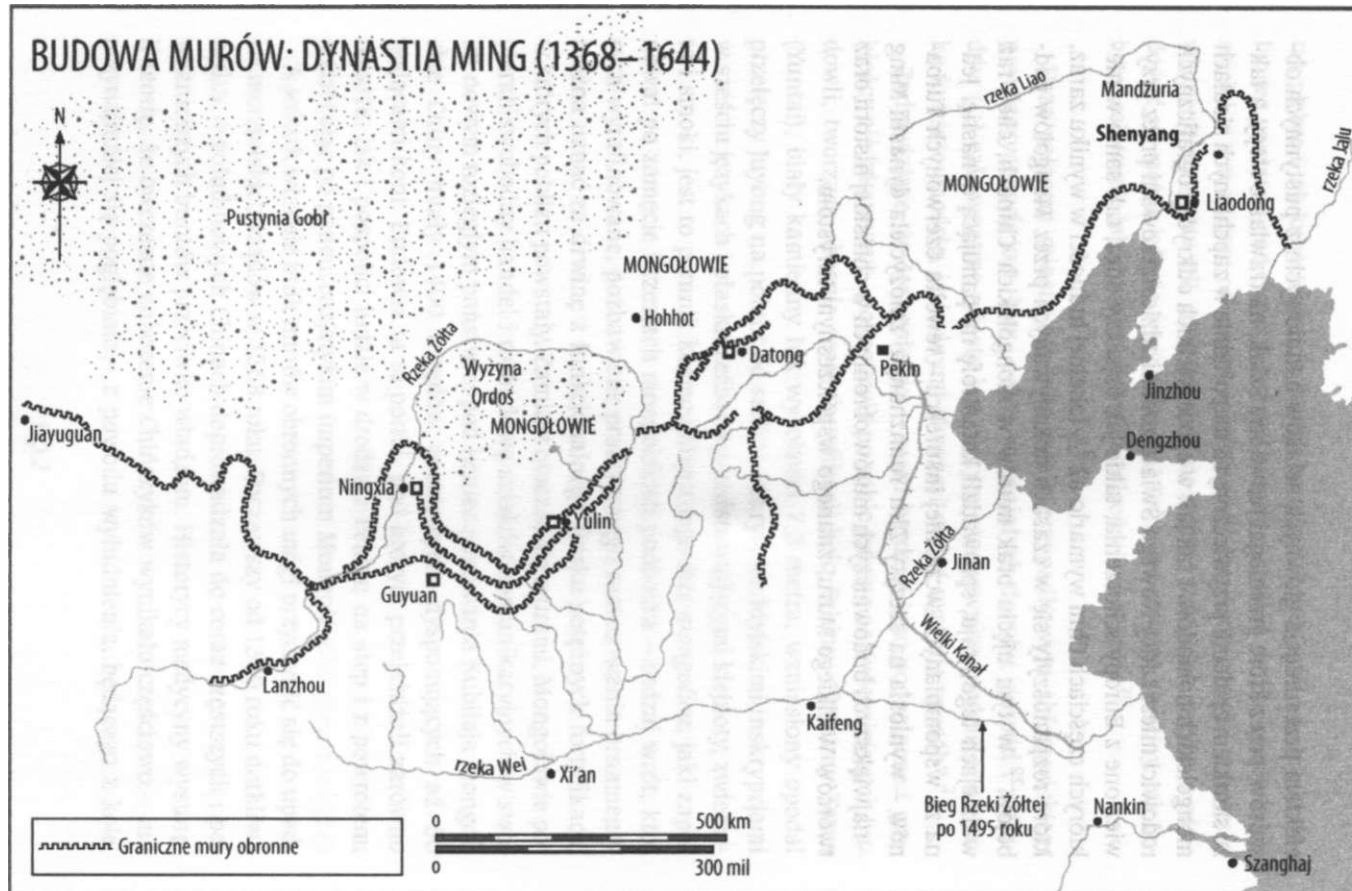 BUDOWA MURÓW: DYNASTIA MING (1368–1644)
N
Pustynia Gobi
rzeka Liao
Mandżuria
Shenyang
MONGOŁOWIE
Liaodong
rzeka Jalu
MONGOŁOWIE
Hohhot
Rzeka Żółta
Wyżyna
Ordos
MONGOŁOWIE
Datong
Pekin
Jinzhou
Jiayuguan
Dengzhou
Ningxia
Yulin
Rzeka Żółta
Jinan
Guyuan
Wielki Kanał
Lanzhou
Kaifeng
rzeka Wei
Xi'an
Bieg Rzeki Żółtej
po 1495 roku
Nankin
Szanghaj
Graniczne mury obronne
0
500 km
0
300 mil